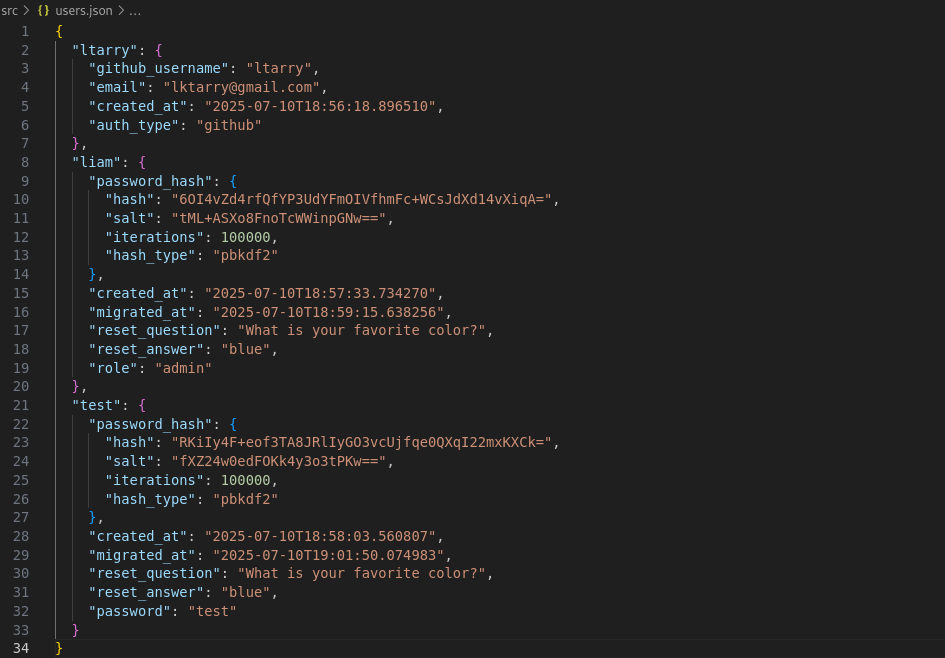 src > {} users.json > ...
1 {
2 "ltarry": {
3 "github_username": "ltarry",
4 "email": "lktarry@gmail.com",
5 "created_at": "2025-07-10T18:56:18.896510",
6 "auth_type": "github"
7 },
8 "liam": {
9 "password_hash": {
10 "hash": "6OI4vZd4rfQfYP3UdYFmOIVfhmFc+WCsJdXd14vXiqA=",
11 "salt": "tML+ASXo8FnoTcWWinpGNw==",
12 "iterations": 100000,
13 "hash_type": "pbkdf2"
14 },
15 "created_at": "2025-07-10T18:57:33.734270",
16 "migrated_at": "2025-07-10T18:59:15.638256",
17 "reset_question": "What is your favorite color?",
18 "reset_answer": "blue",
19 "role": "admin"
20 },
21 "test": {
22 "password_hash": {
23 "hash": "RKiIy4F+eof3TA8JRlIyGO3vcUjfqe0QXqI22mxKXCk=",
24 "salt": "fXZ24w0edFOKk4y3o3tPKw==",
25 "iterations": 100000,
26 "hash_type": "pbkdf2"
27 },
28 "created_at": "2025-07-10T18:58:03.560807",
29 "migrated_at": "2025-07-10T19:01:50.074983",
30 "reset_question": "What is your favorite color?",
31 "reset_answer": "blue",
32 "password": "test"
33 }
34 }